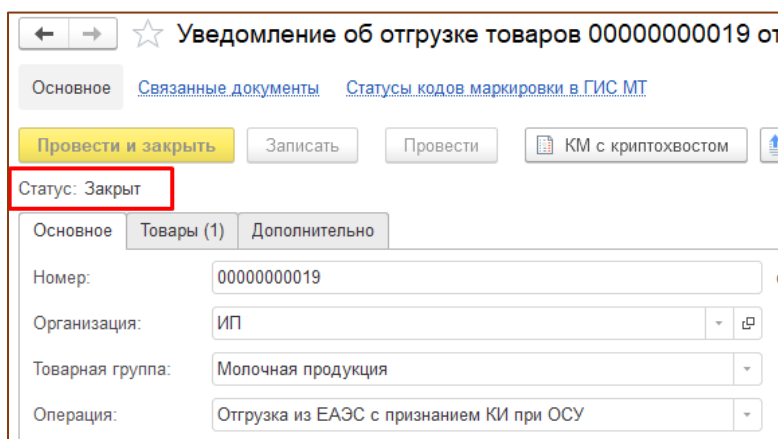 Уведомление об отгрузке товаров 00000000019 от
Основное Связанные документы Статусы кодов маркировки в ГИС МТ
Провести и закрыть Записать Провести КМ с криптохвостом
Статус: Закрыт
Основное Товары (1) Дополнительно
Номер: 00000000019
Организация: ИП
Товарная группа: Молочная продукция
Операция: Отгрузка из ЕАЭС с признанием КИ при ОСУ